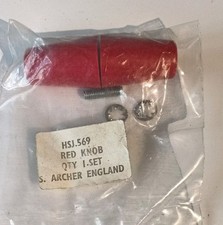 HSJ.569
RED KNOB
QTY 1.SET
S. ARCHER ENGLAND